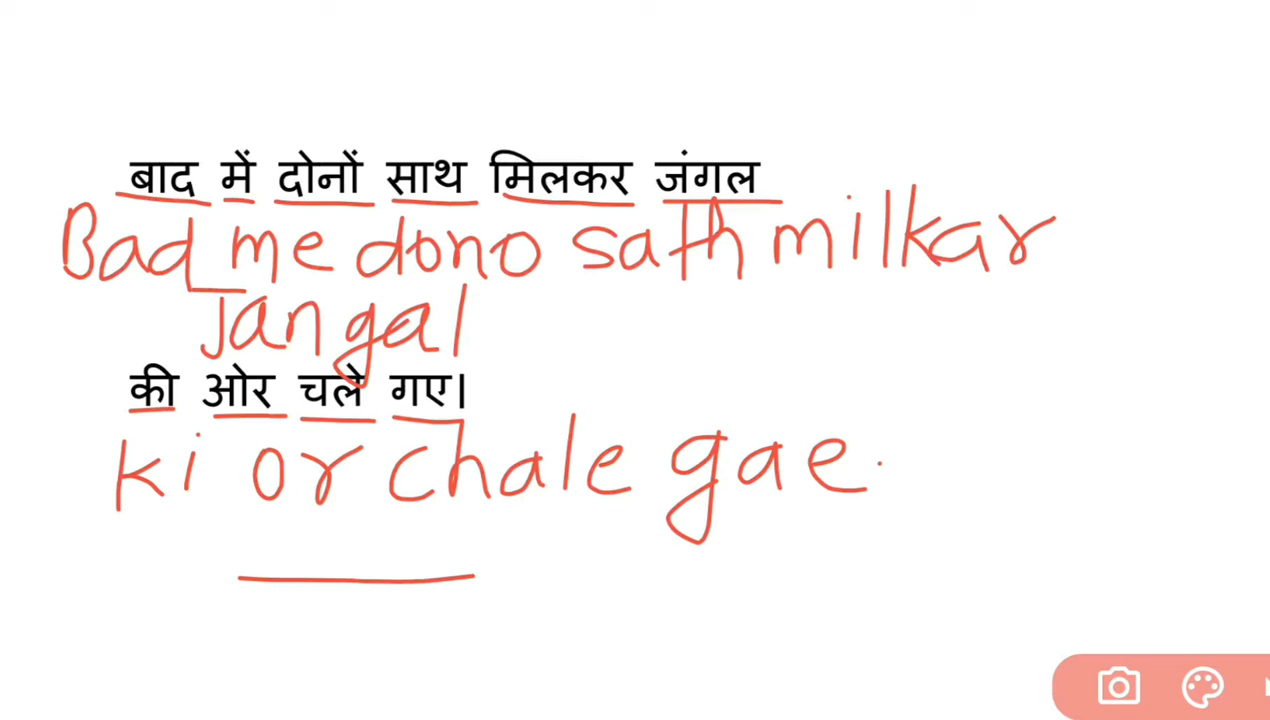 बाद में दोनों साथ मिलकर जंगल
Bad me dono sath milkar
Jangal
की ओर चले गए।
Ki or chale gae.